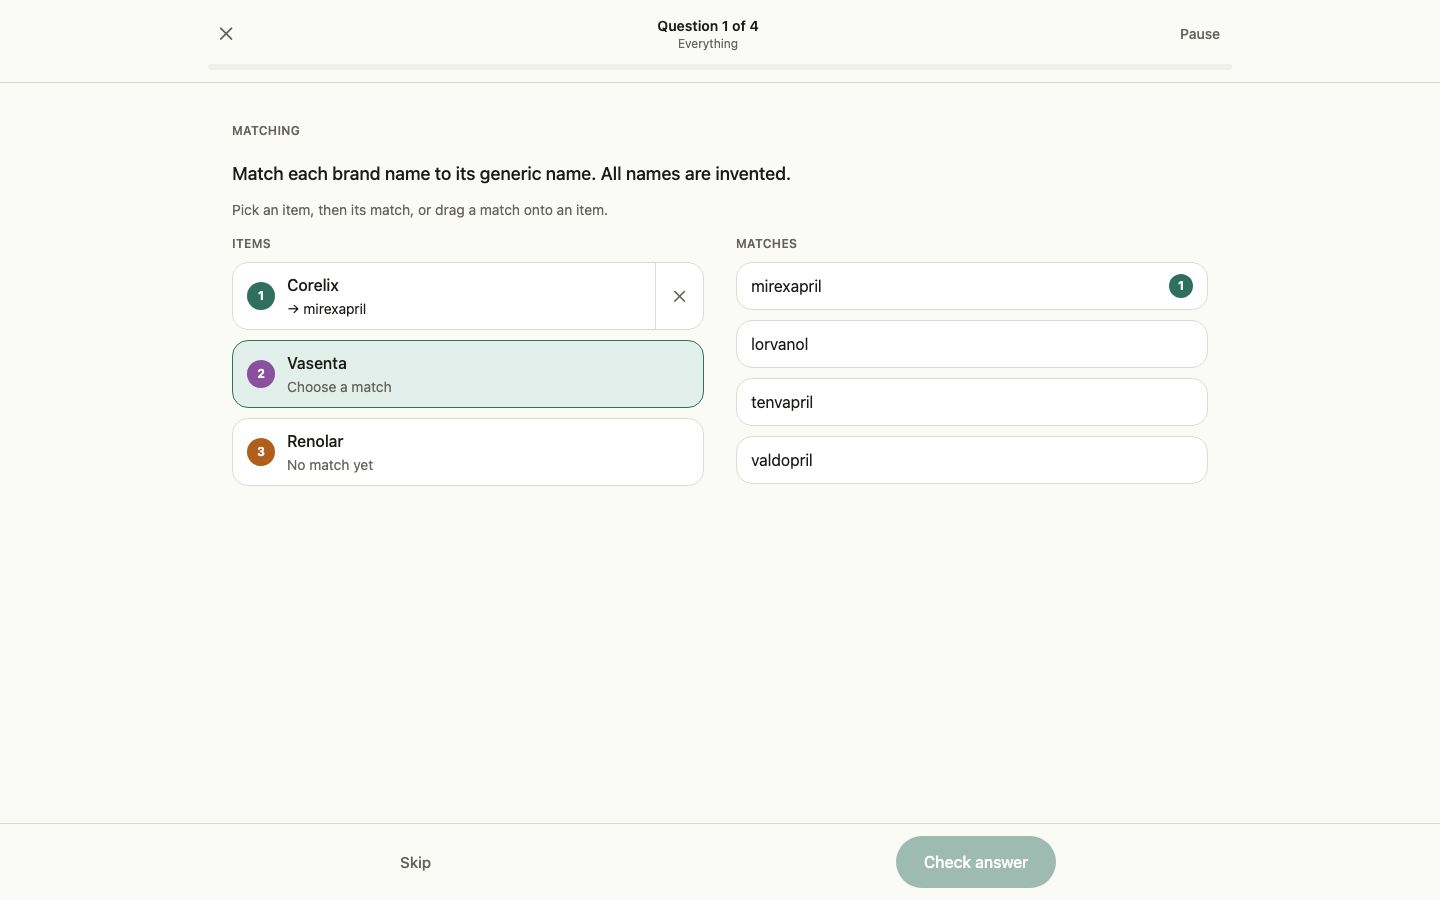 Question 1 of 4
Everything
Pause
MATCHING
Match each brand name to its generic name. All names are invented.
Pick an item, then its match, or drag a match onto an item.
ITEMS
1
Corelix
→ mirexapril
2
Vasenta
Choose a match
3
Renolar
No match yet
MATCHES
mirexapril
1
lorvanol
tenvapril
valdopril
Skip
Check answer